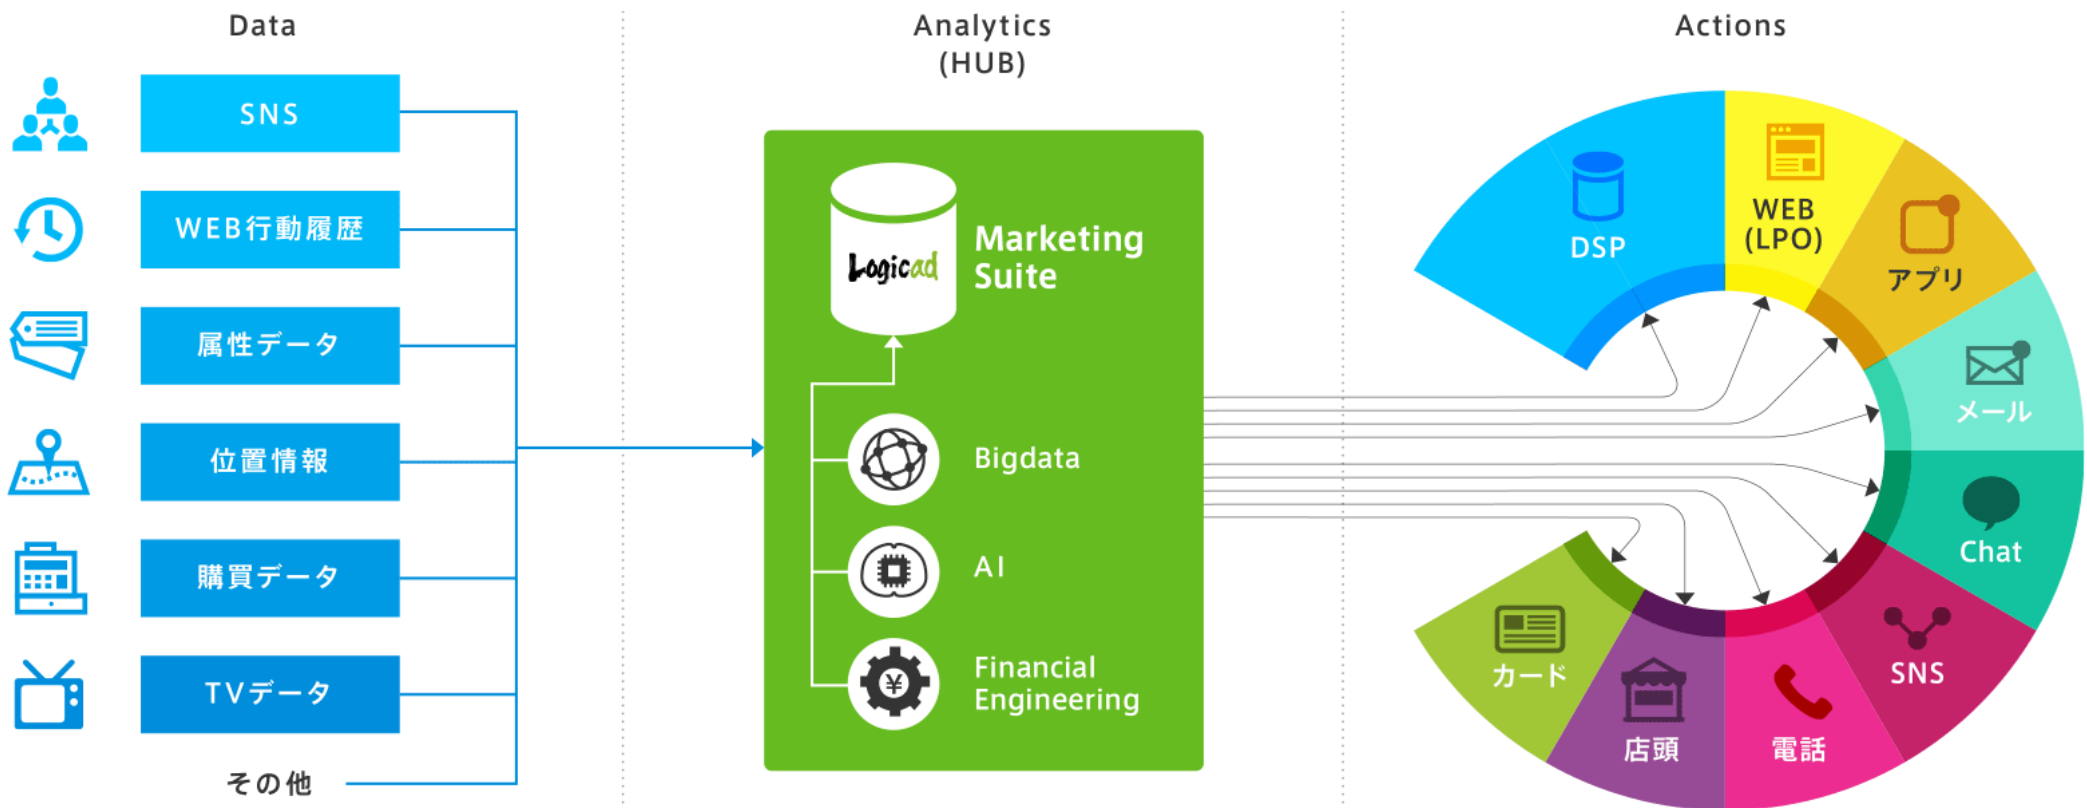 Data
SNS
WEB行動履歴
属性データ
位置情報
購買データ
TVデータ
その他
Analytics
(HUB)
Logicad
Marketing
Suite
Bigdata
AI
¥
Financial
Engineering
Actions
DSP
WEB
(LPO)
アプリ
メール
Chat
SNS
電話
店頭
カード